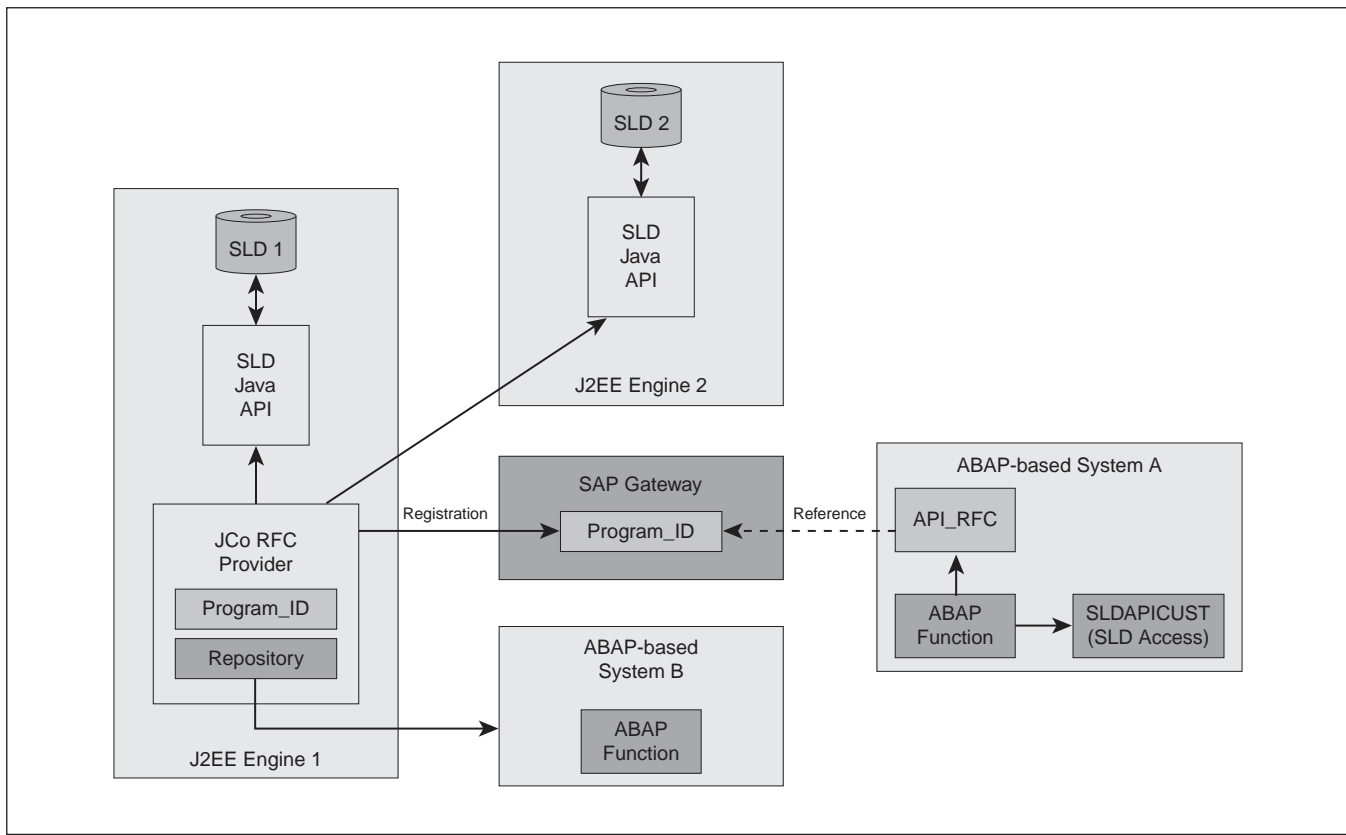 SLD 2
SLD
Java
API
J2EE Engine 2
SLD 1
SLD
Java
API
JCo RFC
Provider
Program_ID
Repository
J2EE Engine 1
Registration
SAP Gateway
Program_ID
Reference
ABAP-based System A
API_RFC
ABAP
Function
SLDAPICUST
(SLD Access)
ABAP-based
System B
ABAP
Function